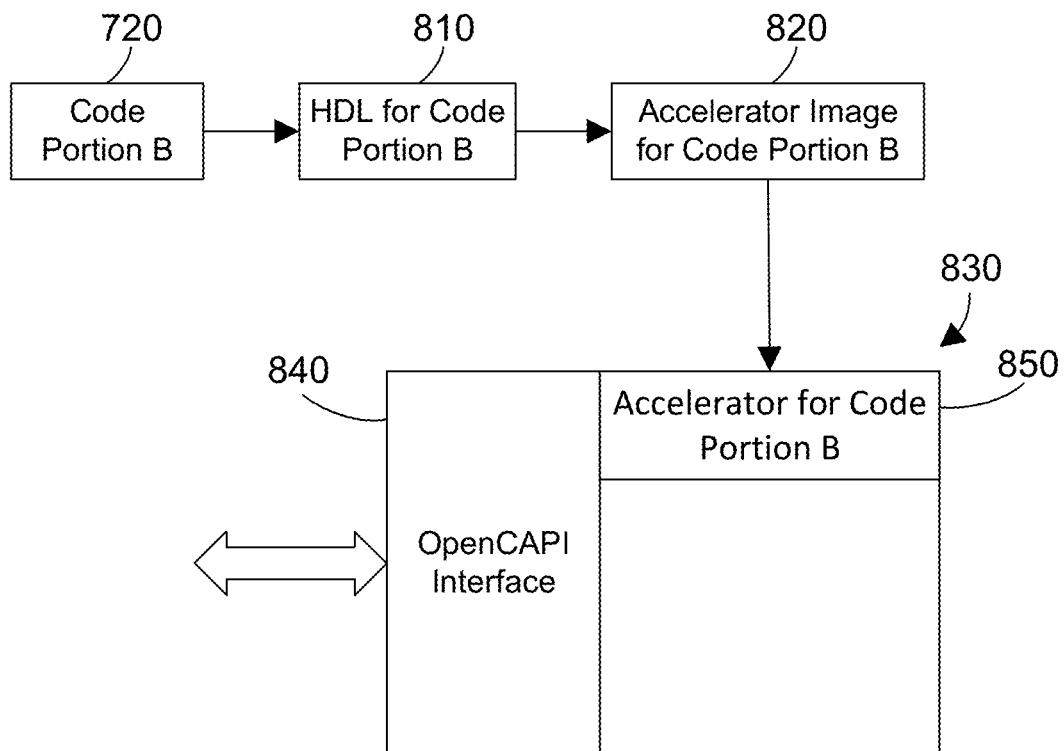 720
810
820
Code
Portion B
HDL for Code
Portion B
Accelerator Image
for Code Portion B
830
840
850
Accelerator for Code
Portion B
OpenCAPI
Interface